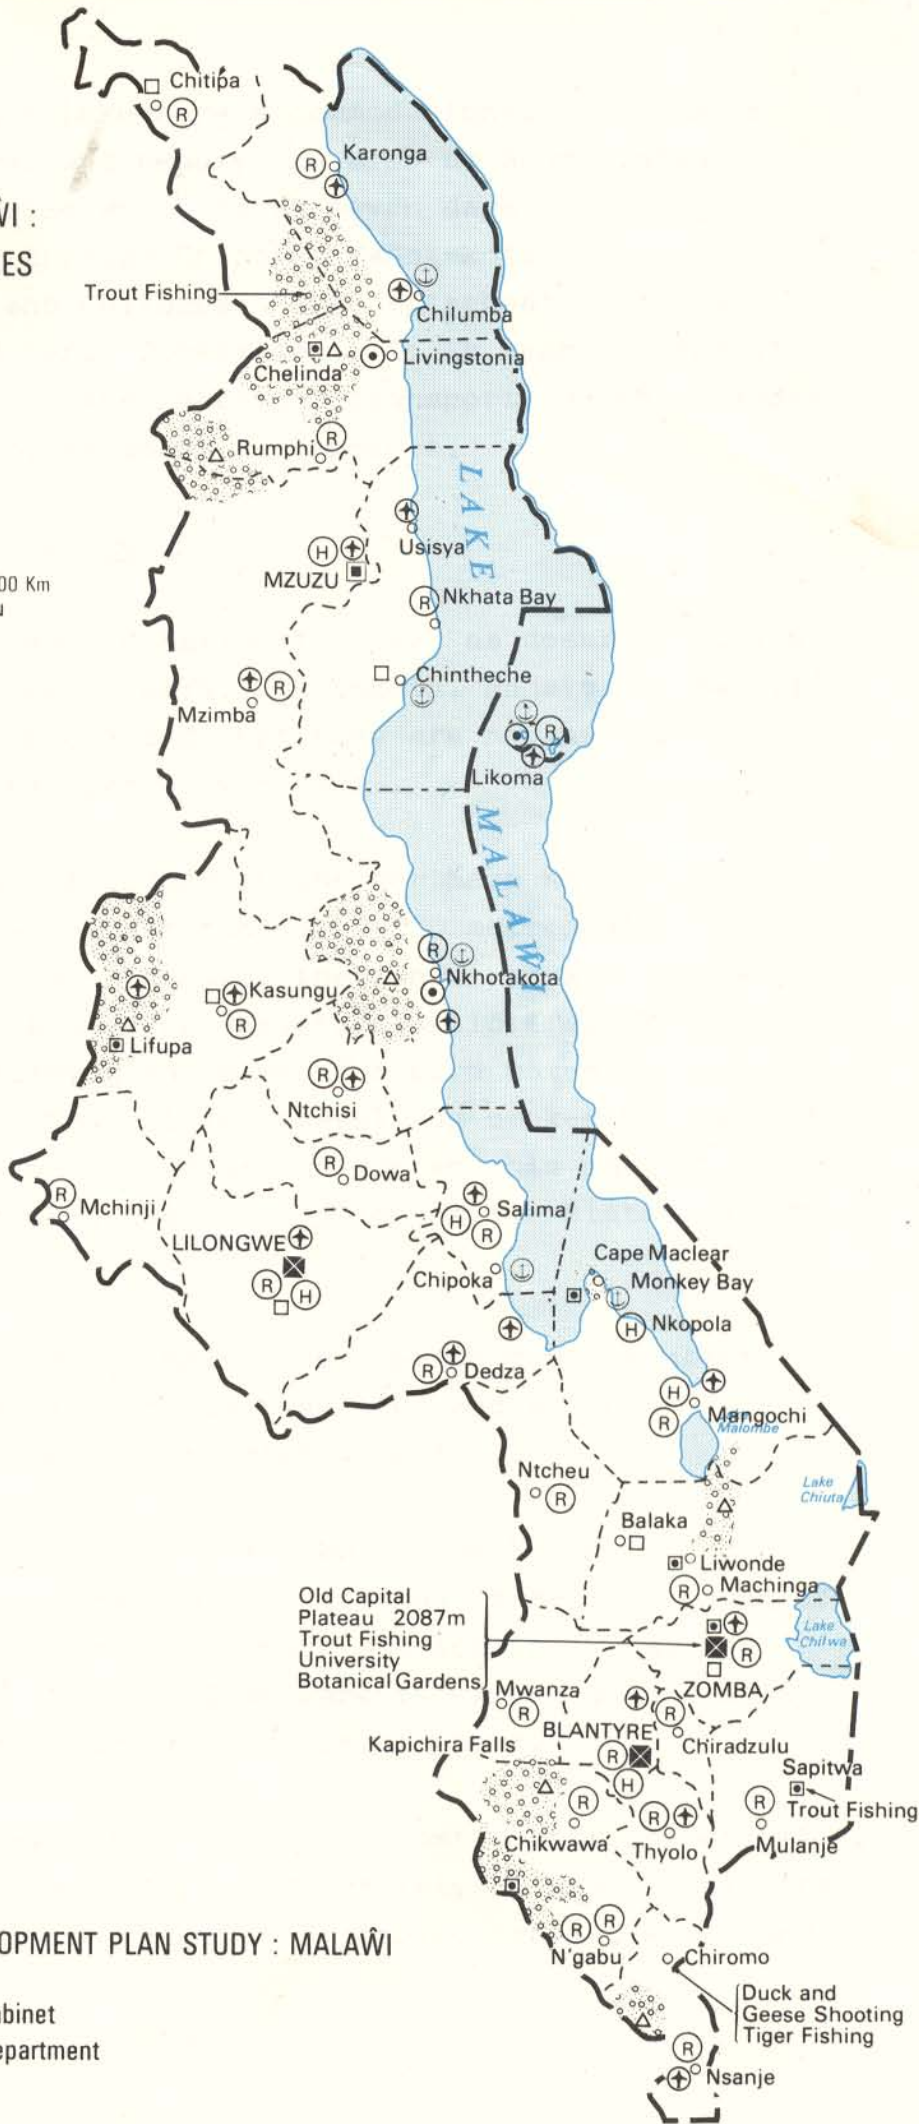 Chitipa
R
Karonga
R
ŴI :
ES
Trout Fishing
Chilumba
Livingstonia
Chelinda
R
Rumphi
LAKE
Usisya
H
MZUZU
00 Km
R
Nkhata Bay
Chintheche
R
Mzimba
R
Likoma
MALAŴI
R
Nkhotakota
Kasungu
R
Lifupa
R
Ntchisi
R
Dowa
R
Mchinji
Salima
H
R
LILONGWE
R
H
Cape Maclear
Chipoka
Monkey Bay
H
Nkopola
R
Dedza
H
R
Mangochi
Malombe
Ntcheu
R
Lake
Chiuta
Balaka
Liwonde
R
Machinga
Old Capital
Plateau 2087m
Trout Fishing
University
Botanical Gardens
R
ZOMBA
Lake
Chilwa
Mwanza
R
BLANTYRE
R
H
R
Chiradzulu
Kapichira Falls
Sapitwa
Trout Fishing
R
Chikwawa
R
Thyolo
R
Mulanje
R
R
N'gabu
Chiromo
OPMENT PLAN STUDY : MALAŴI
Duck and
Geese Shooting
Tiger Fishing
abinet
epartment
R
Nsanje